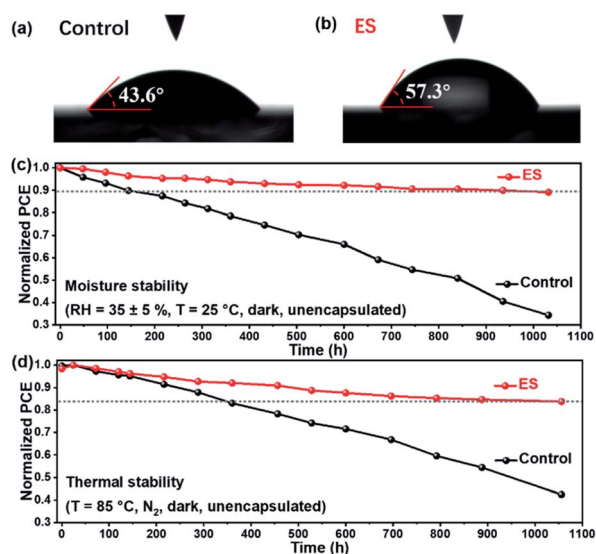 (a) Control
(b) ES
43.6°
57.3°
(c)
Normalized PCE
1.0
0.9
0.8
0.7
0.6
0.5
0.4
0.3
ES
Control
Moisture stability
(RH = 35 ± 5 %, T = 25 °C, dark, unencapsulated)
0 100 200 300 400 500 600 700 800 900 1000 1100
Time (h)
(d)
Normalized PCE
1.0
0.9
0.8
0.7
0.6
0.5
0.4
0.3
ES
Control
Thermal stability
(T = 85 °C, N₂, dark, unencapsulated)
0 100 200 300 400 500 600 700 800 900 1000 1100
Time (h)